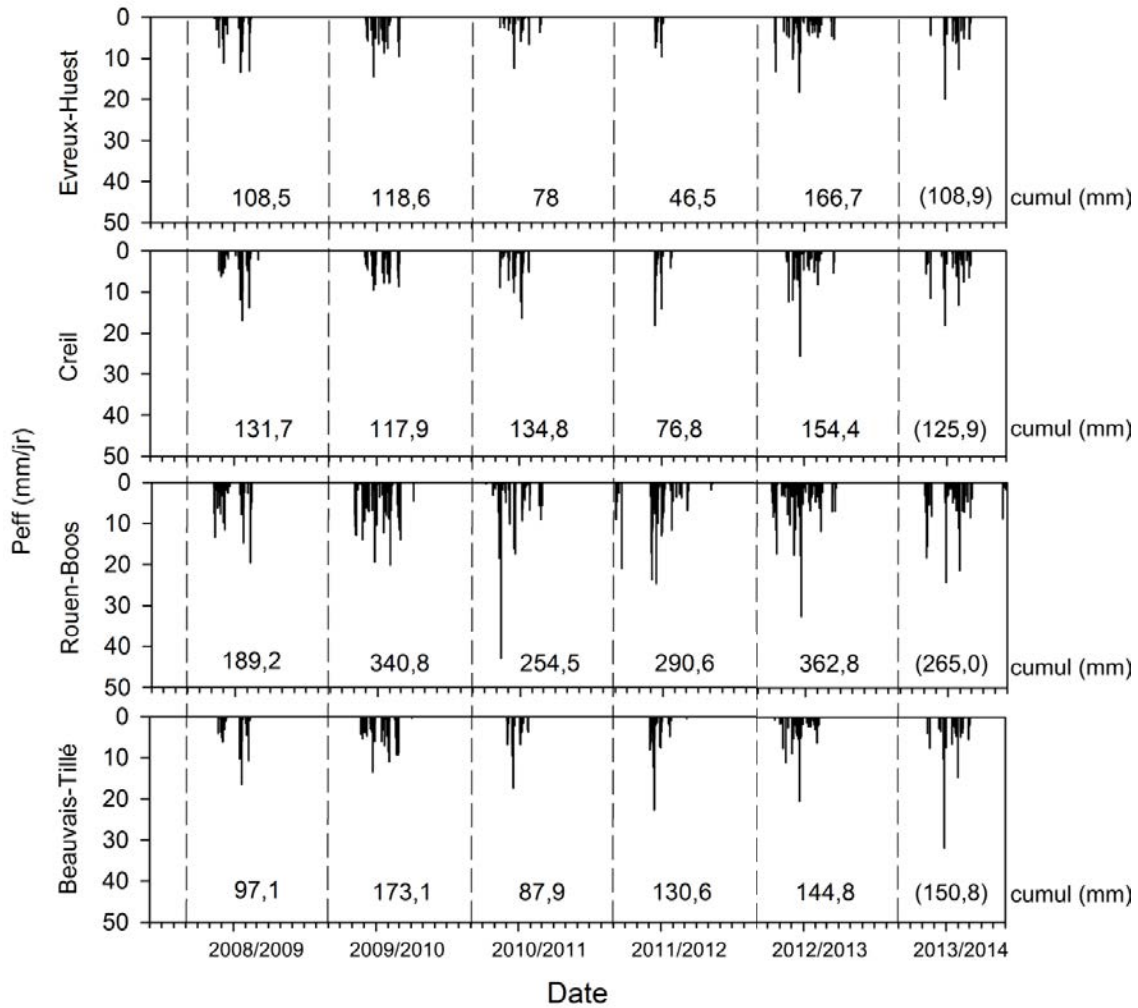 Peff (mm/jr)
Evreux-Huest
0
10
20
30
40
50
108,5 118,6 78 46,5 166,7 (108,9) cumul (mm)
Creil
0
10
20
30
40
50
131,7 117,9 134,8 76,8 154,4 (125,9) cumul (mm)
Rouen-Boos
0
10
20
30
40
50
189,2 340,8 254,5 290,6 362,8 (265,0) cumul (mm)
Beauvais-Tillé
0
10
20
30
40
50
97,1 173,1 87,9 130,6 144,8 (150,8) cumul (mm)
2008/2009 2009/2010 2010/2011 2011/2012 2012/2013 2013/2014
Date